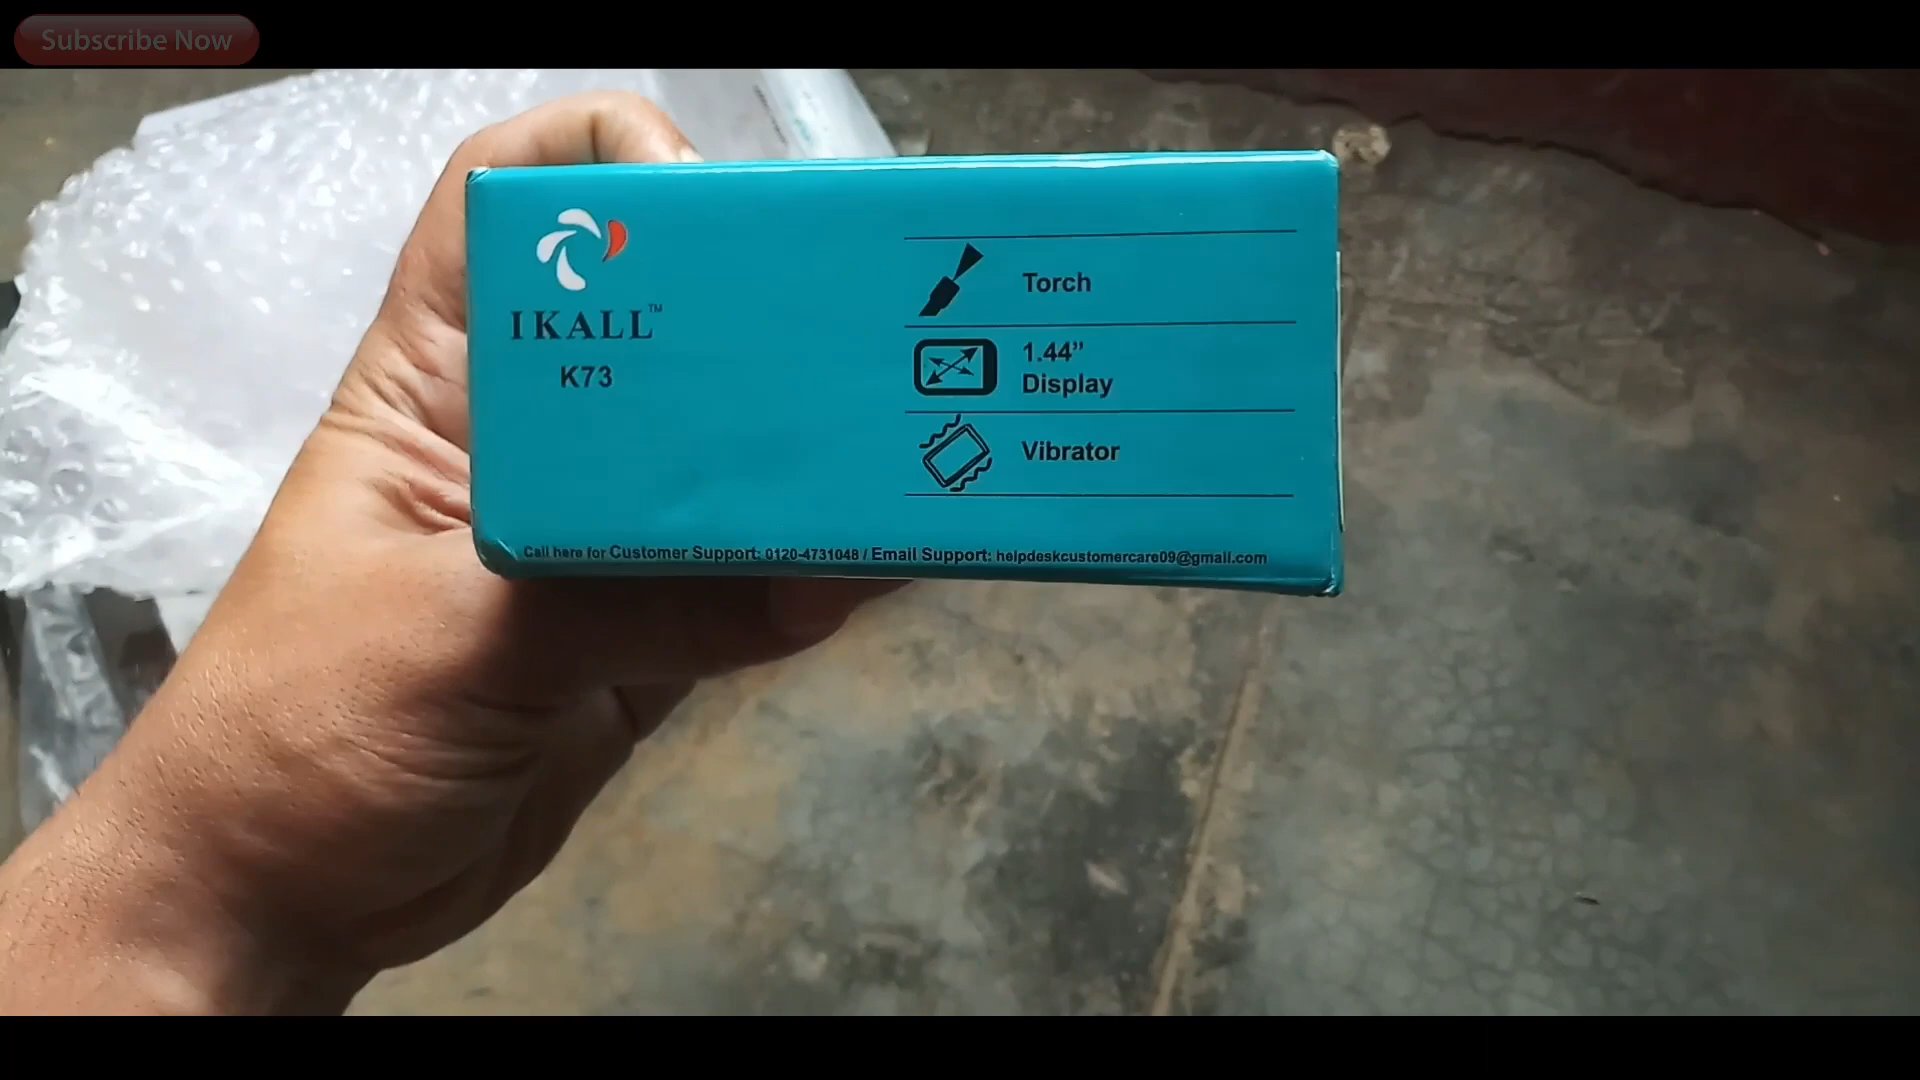 Subscribe Now
IKALL™
K73
Torch
1.44”
Display
Vibrator
Call here for Customer Support: 0120-4731048 / Email Support: helpdeskcustomercare09@gmail.com